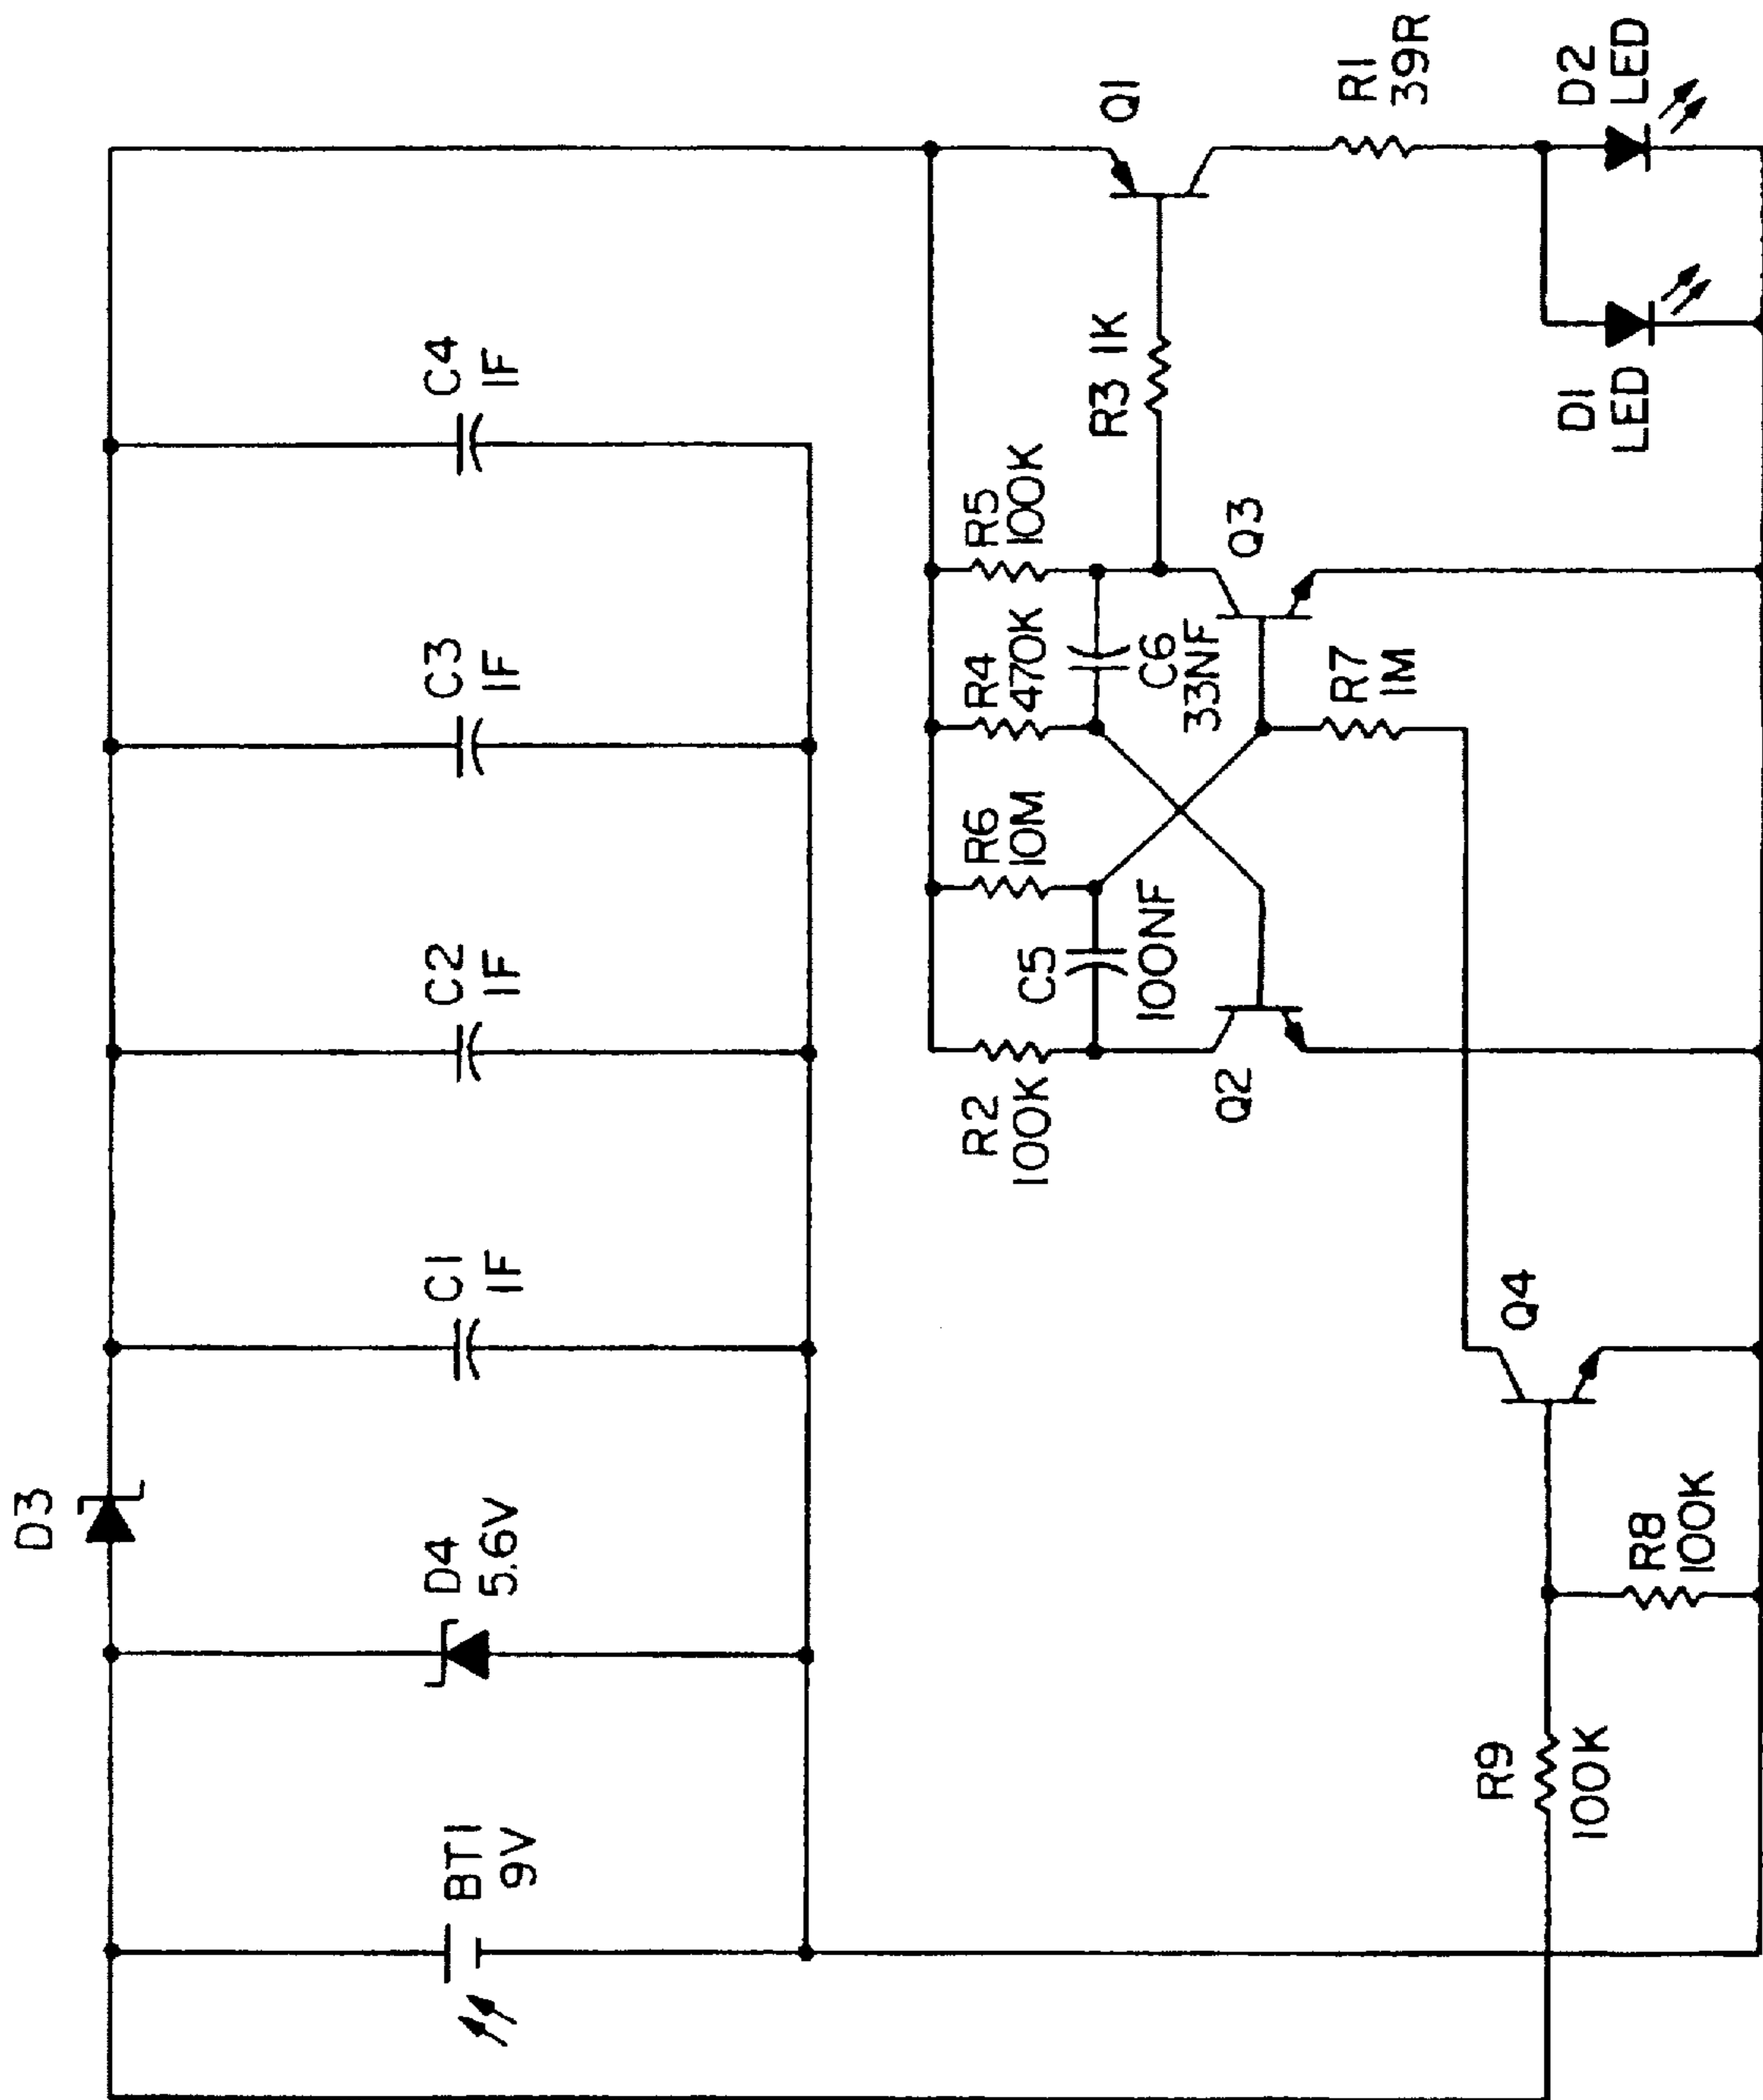 D3
BT1
9V
D4
5.6V
C1
1F
C2
1F
C3
1F
C4
1F
R2
100K
C5
100NF
R6
10M
R4
470K
C6
33NF
R5
100K
R3 1K
Q1
R1
39R
D2
LED
D1
LED
Q3
R7
1M
Q2
Q4
R8
100K
R9
100K